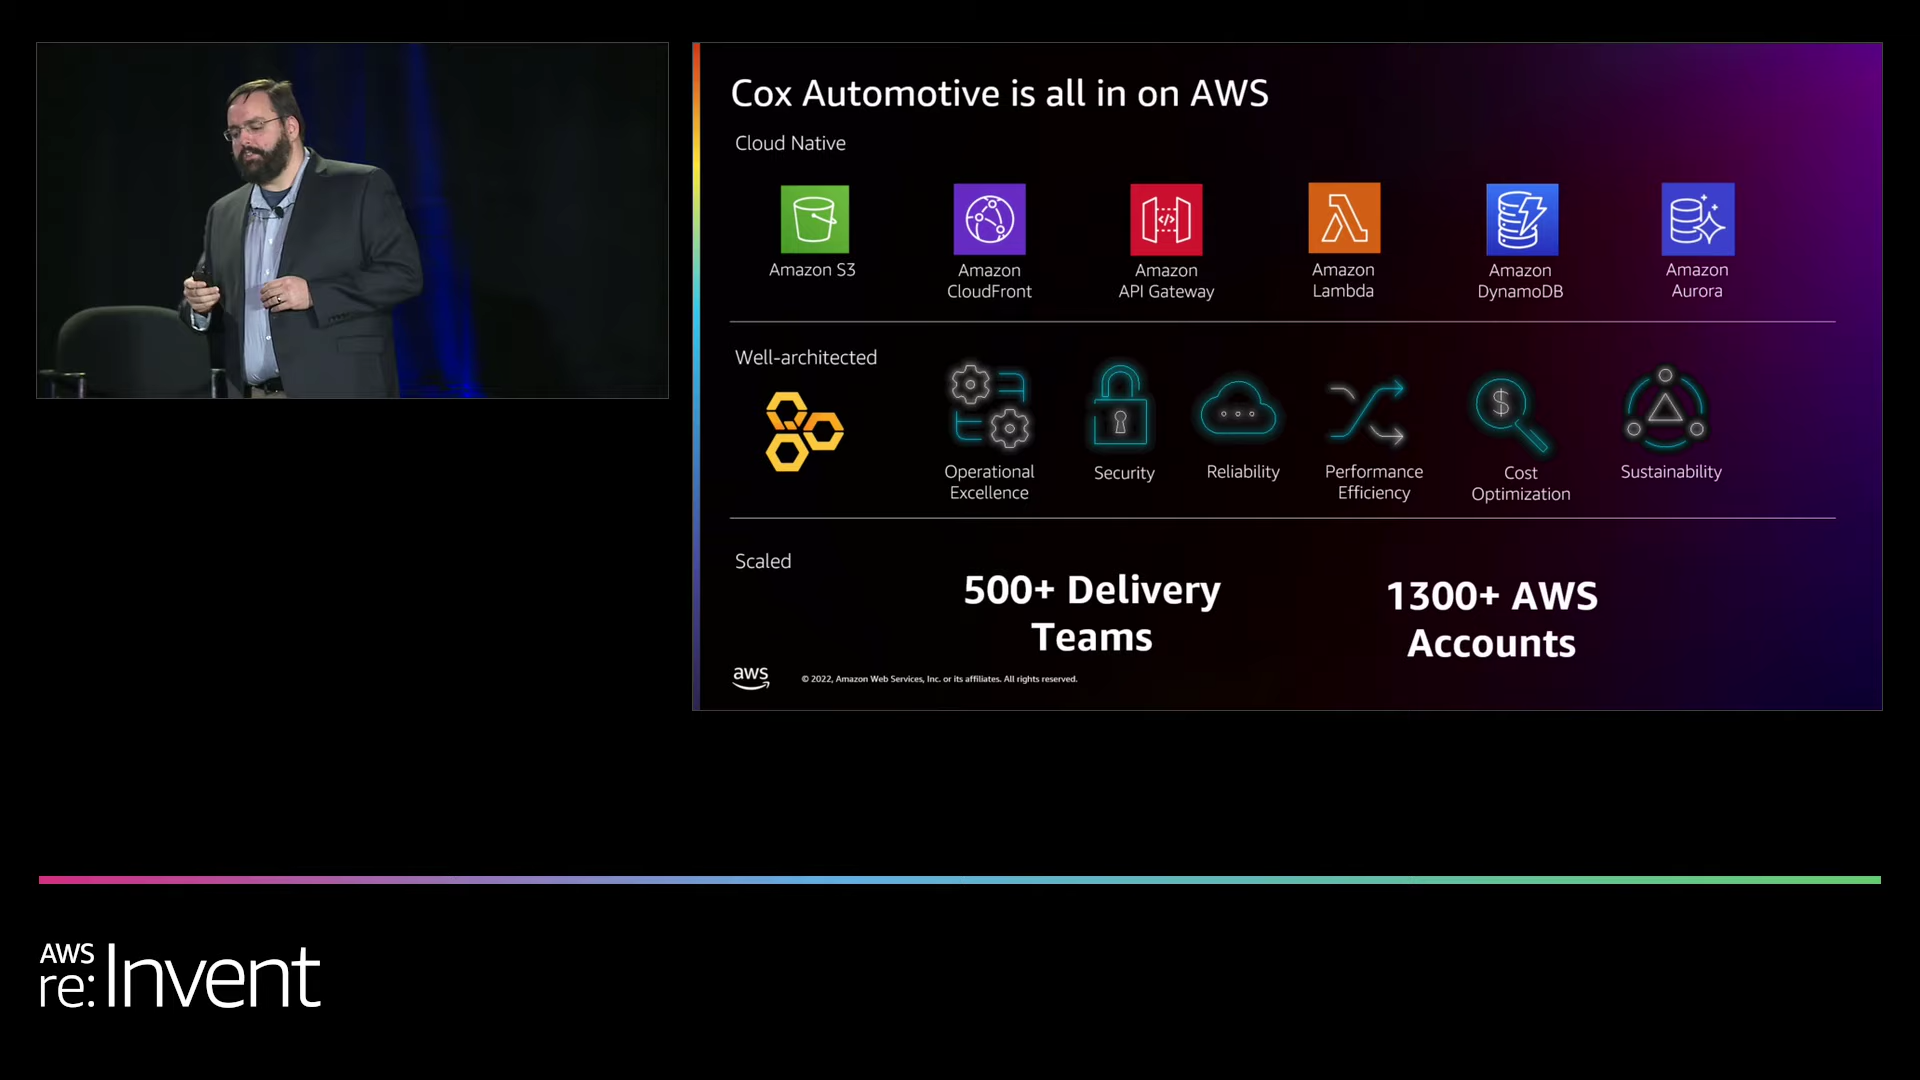 Cox Automotive is all in on AWS
Cloud Native
Amazon S3
Amazon
CloudFront
Amazon
API Gateway
Amazon
Lambda
Amazon
DynamoDB
Amazon
Aurora
Well-architected
Operational
Excellence
Security
Reliability
Performance
Efficiency
Cost
Optimization
Sustainability
Scaled
500+ Delivery
Teams
1300+ AWS
Accounts
aws
© 2022, Amazon Web Services, Inc. or its affiliates. All rights reserved.
AWS
re:Invent